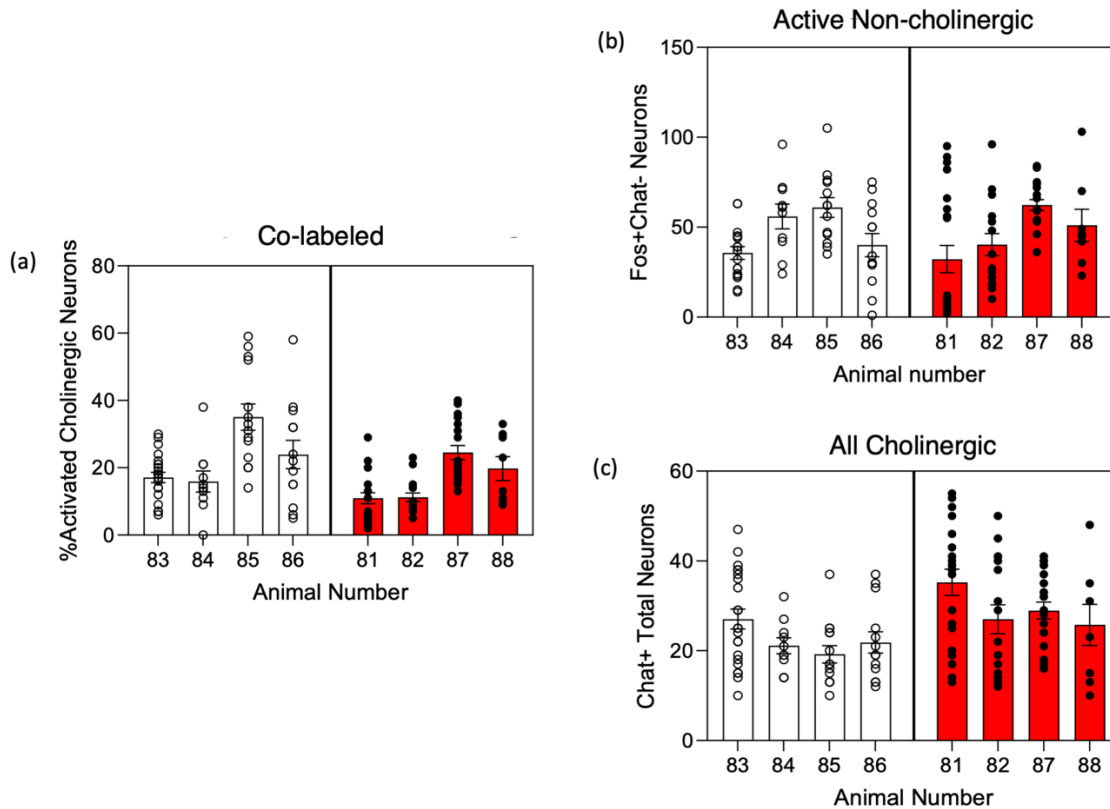 (a)
Co-labeled
%Activated Cholinergic Neurons
80
60
40
20
0
83 84 85 86 81 82 87 88
Animal Number
(b)
Active Non-cholinergic
Fos+Chat- Neurons
150
100
50
0
83 84 85 86 81 82 87 88
Animal number
(c)
All Cholinergic
Chat+ Total Neurons
60
40
20
0
83 84 85 86 81 82 87 88
Animal Number